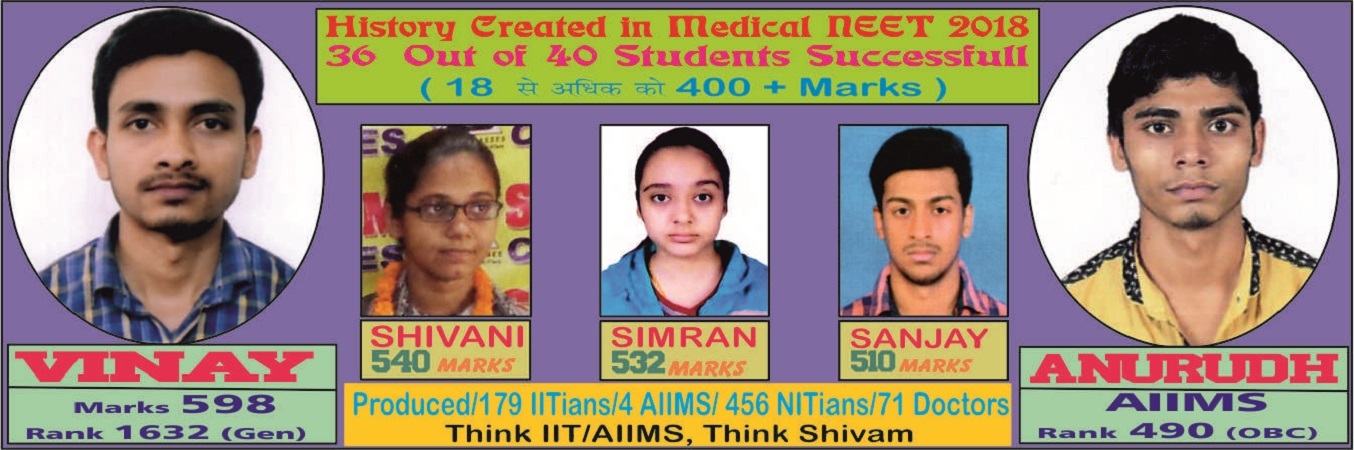 History Created in Medical NEET 2018
36 Out of 40 Students Successfull
( 18 से अधिक को 400 + Marks )
VINAY
Marks 598
Rank 1632 (Gen)
SHIVANI
540 MARKS
SIMRAN
532 MARKS
SANJAY
510 MARKS
ANURUDH
AIIMS
Rank 490 (OBC)
Produced/179 IITians/4 AIIMS/ 456 NITians/71 Doctors
Think IIT/AIIMS, Think Shivam